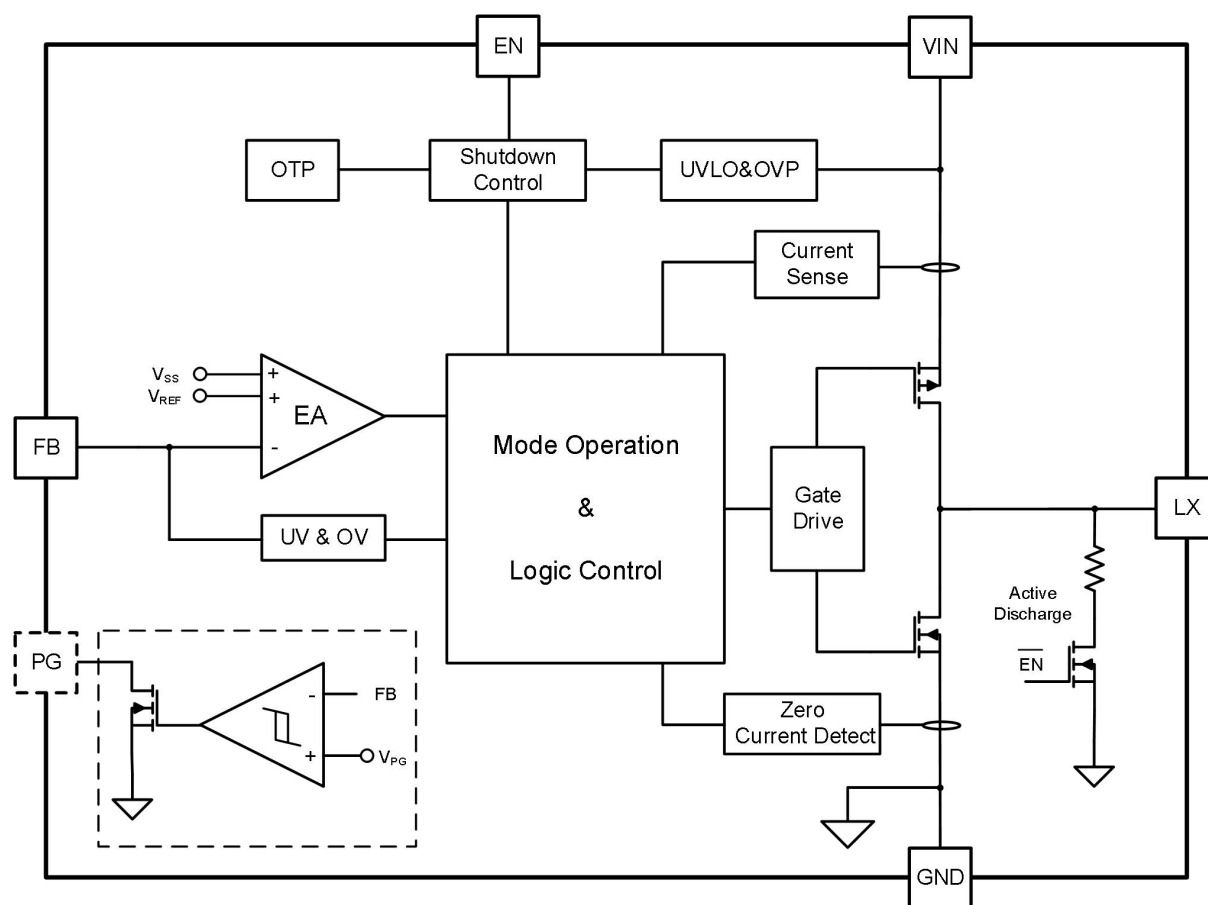 EN
VIN
OTP
Shutdown
Control
UVLO&OVP
Current
Sense
VSS
+
VREF
+
EA
FB
-
Mode Operation
&
Logic Control
Gate
Drive
LX
UV & OV
Active
Discharge
EN
PG
-
FB
+
VPG
Zero
Current Detect
GND